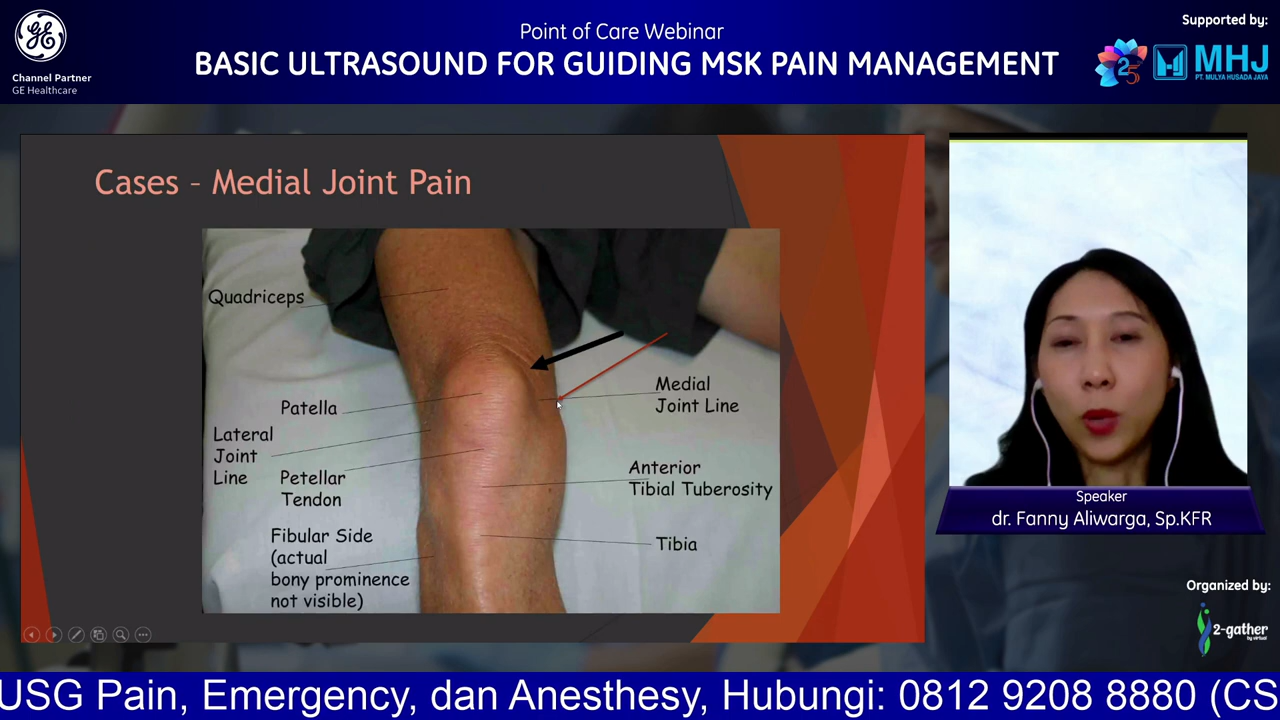 Channel Partner
GE Healthcare
Point of Care Webinar
BASIC ULTRASOUND FOR GUIDING MSK PAIN MANAGEMENT
Supported by:
25
MHJ
PT. MULYA HUSADA JAYA
Cases – Medial Joint Pain
Quadriceps
Patella
Lateral
Joint
Line
Petellar
Tendon
Fibular Side
(actual
bony prominence
not visible)
Medial
Joint Line
Anterior
Tibial Tuberosity
Tibia
Speaker
dr. Fanny Aliwarga, Sp.KFR
Organized by:
2-gather
by virtual
USG Pain, Emergency, dan Anesthesy, Hubungi: 0812 9208 8880 (CS